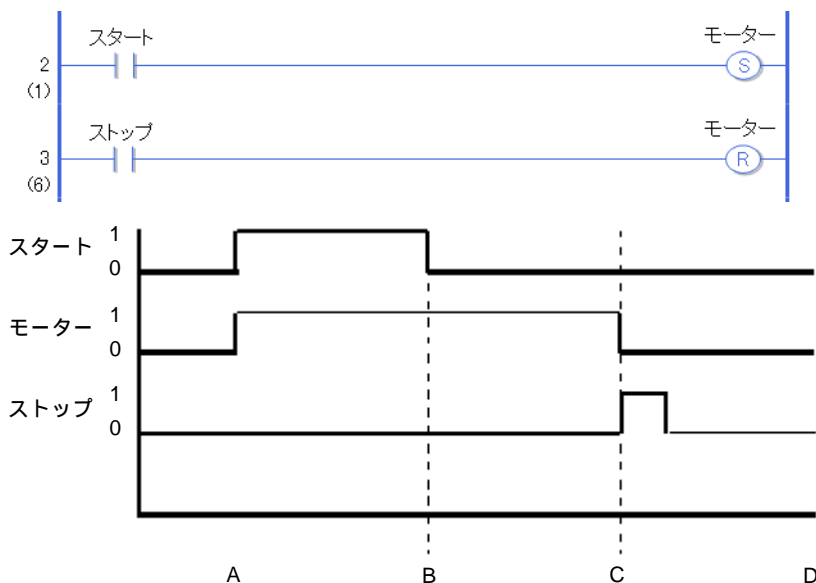 スタート モーター
2 S
(1)
ストップ モーター
3 R
(6)
スタート 1
0
モーター 1
0
ストップ 1
0
A B C D